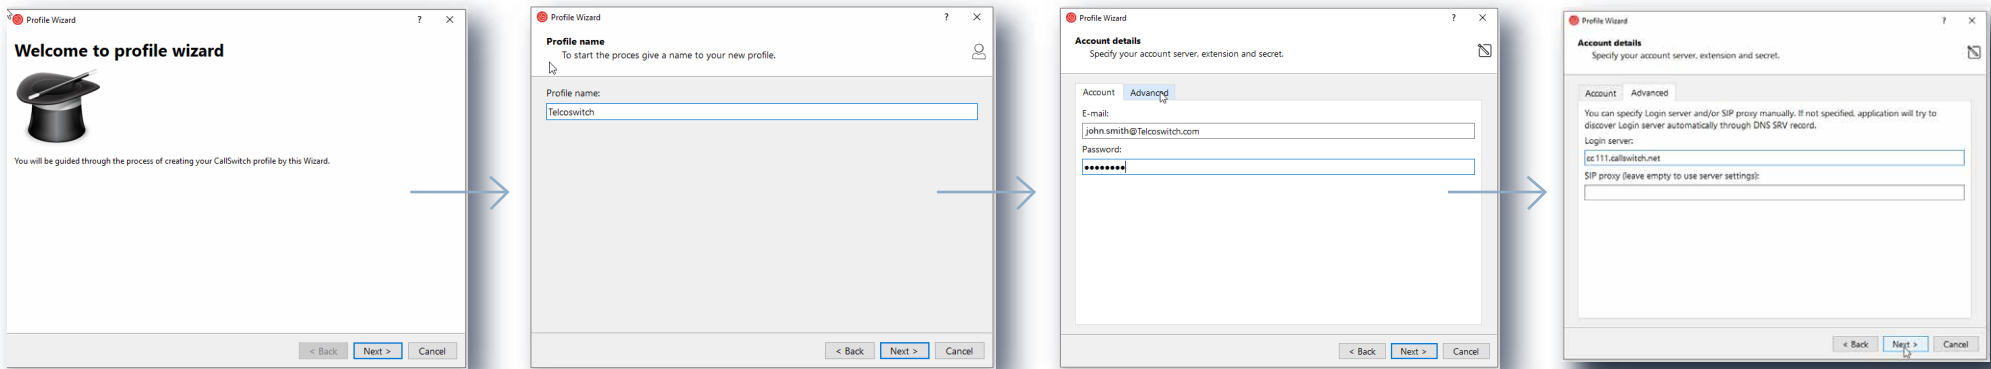 Profile Wizard
Welcome to profile wizard
You will be guided through the process of creating your CallSwitch profile by this Wizard.
< Back Next > Cancel
Profile Wizard
Profile name
To start the proces give a name to your new profile.
Profile name:
Telcoswitch
< Back Next > Cancel
Profile Wizard
Account details
Specify your account server, extension and secret.
Account Advanced
E-mail:
john.smith@Telcoswitch.com
Password:
< Back Next > Cancel
Profile Wizard
Account details
Specify your account server, extension and secret.
Account Advanced
You can specify Login server and/or SIP proxy manually. If not specified, application will try to
discover Login server automatically through DNS SRV record.
Login server:
cc111.callswitch.net
SIP proxy (leave empty to use server settings):
< Back Next > Cancel